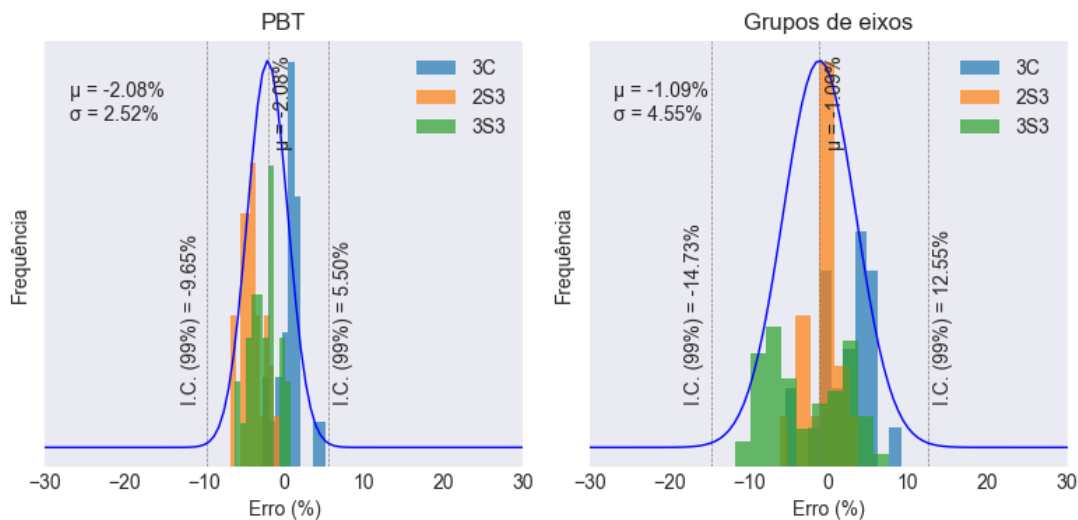 PBT
μ = -2.08%
σ = 2.52%
μ = -2.08%
3C
2S3
3S3
I.C. (99%) = -9.65%
I.C. (99%) = 5.50%
Frequência
−30
−20
−10
0
10
20
30
Erro (%)
Grupos de eixos
μ = -1.09%
σ = 4.55%
μ = -1.09%
3C
2S3
3S3
I.C. (99%) = -14.73%
I.C. (99%) = 12.55%
Frequência
−30
−20
−10
0
10
20
30
Erro (%)